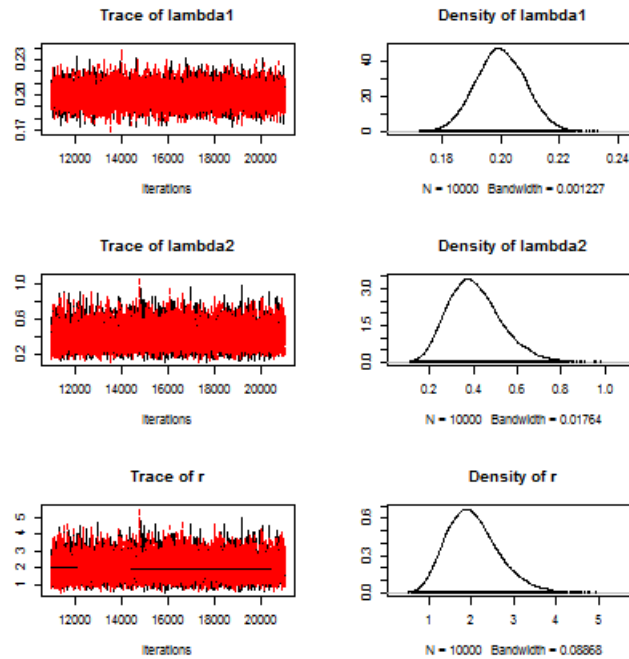 Trace of lambda1
0.17 0.20 0.23
12000 14000 16000 18000 20000
Iterations
Density of lambda1
0 20 40
0.18 0.20 0.22 0.24
N = 10000 Bandwidth = 0.001227
Trace of lambda2
0.2 0.6 1.0
12000 14000 16000 18000 20000
Iterations
Density of lambda2
0.0 1.5 3.0
0.2 0.4 0.6 0.8 1.0
N = 10000 Bandwidth = 0.01764
Trace of r
1 2 3 4 5
12000 14000 16000 18000 20000
Iterations
Density of r
0.0 0.3 0.6
1 2 3 4 5
N = 10000 Bandwidth = 0.08868